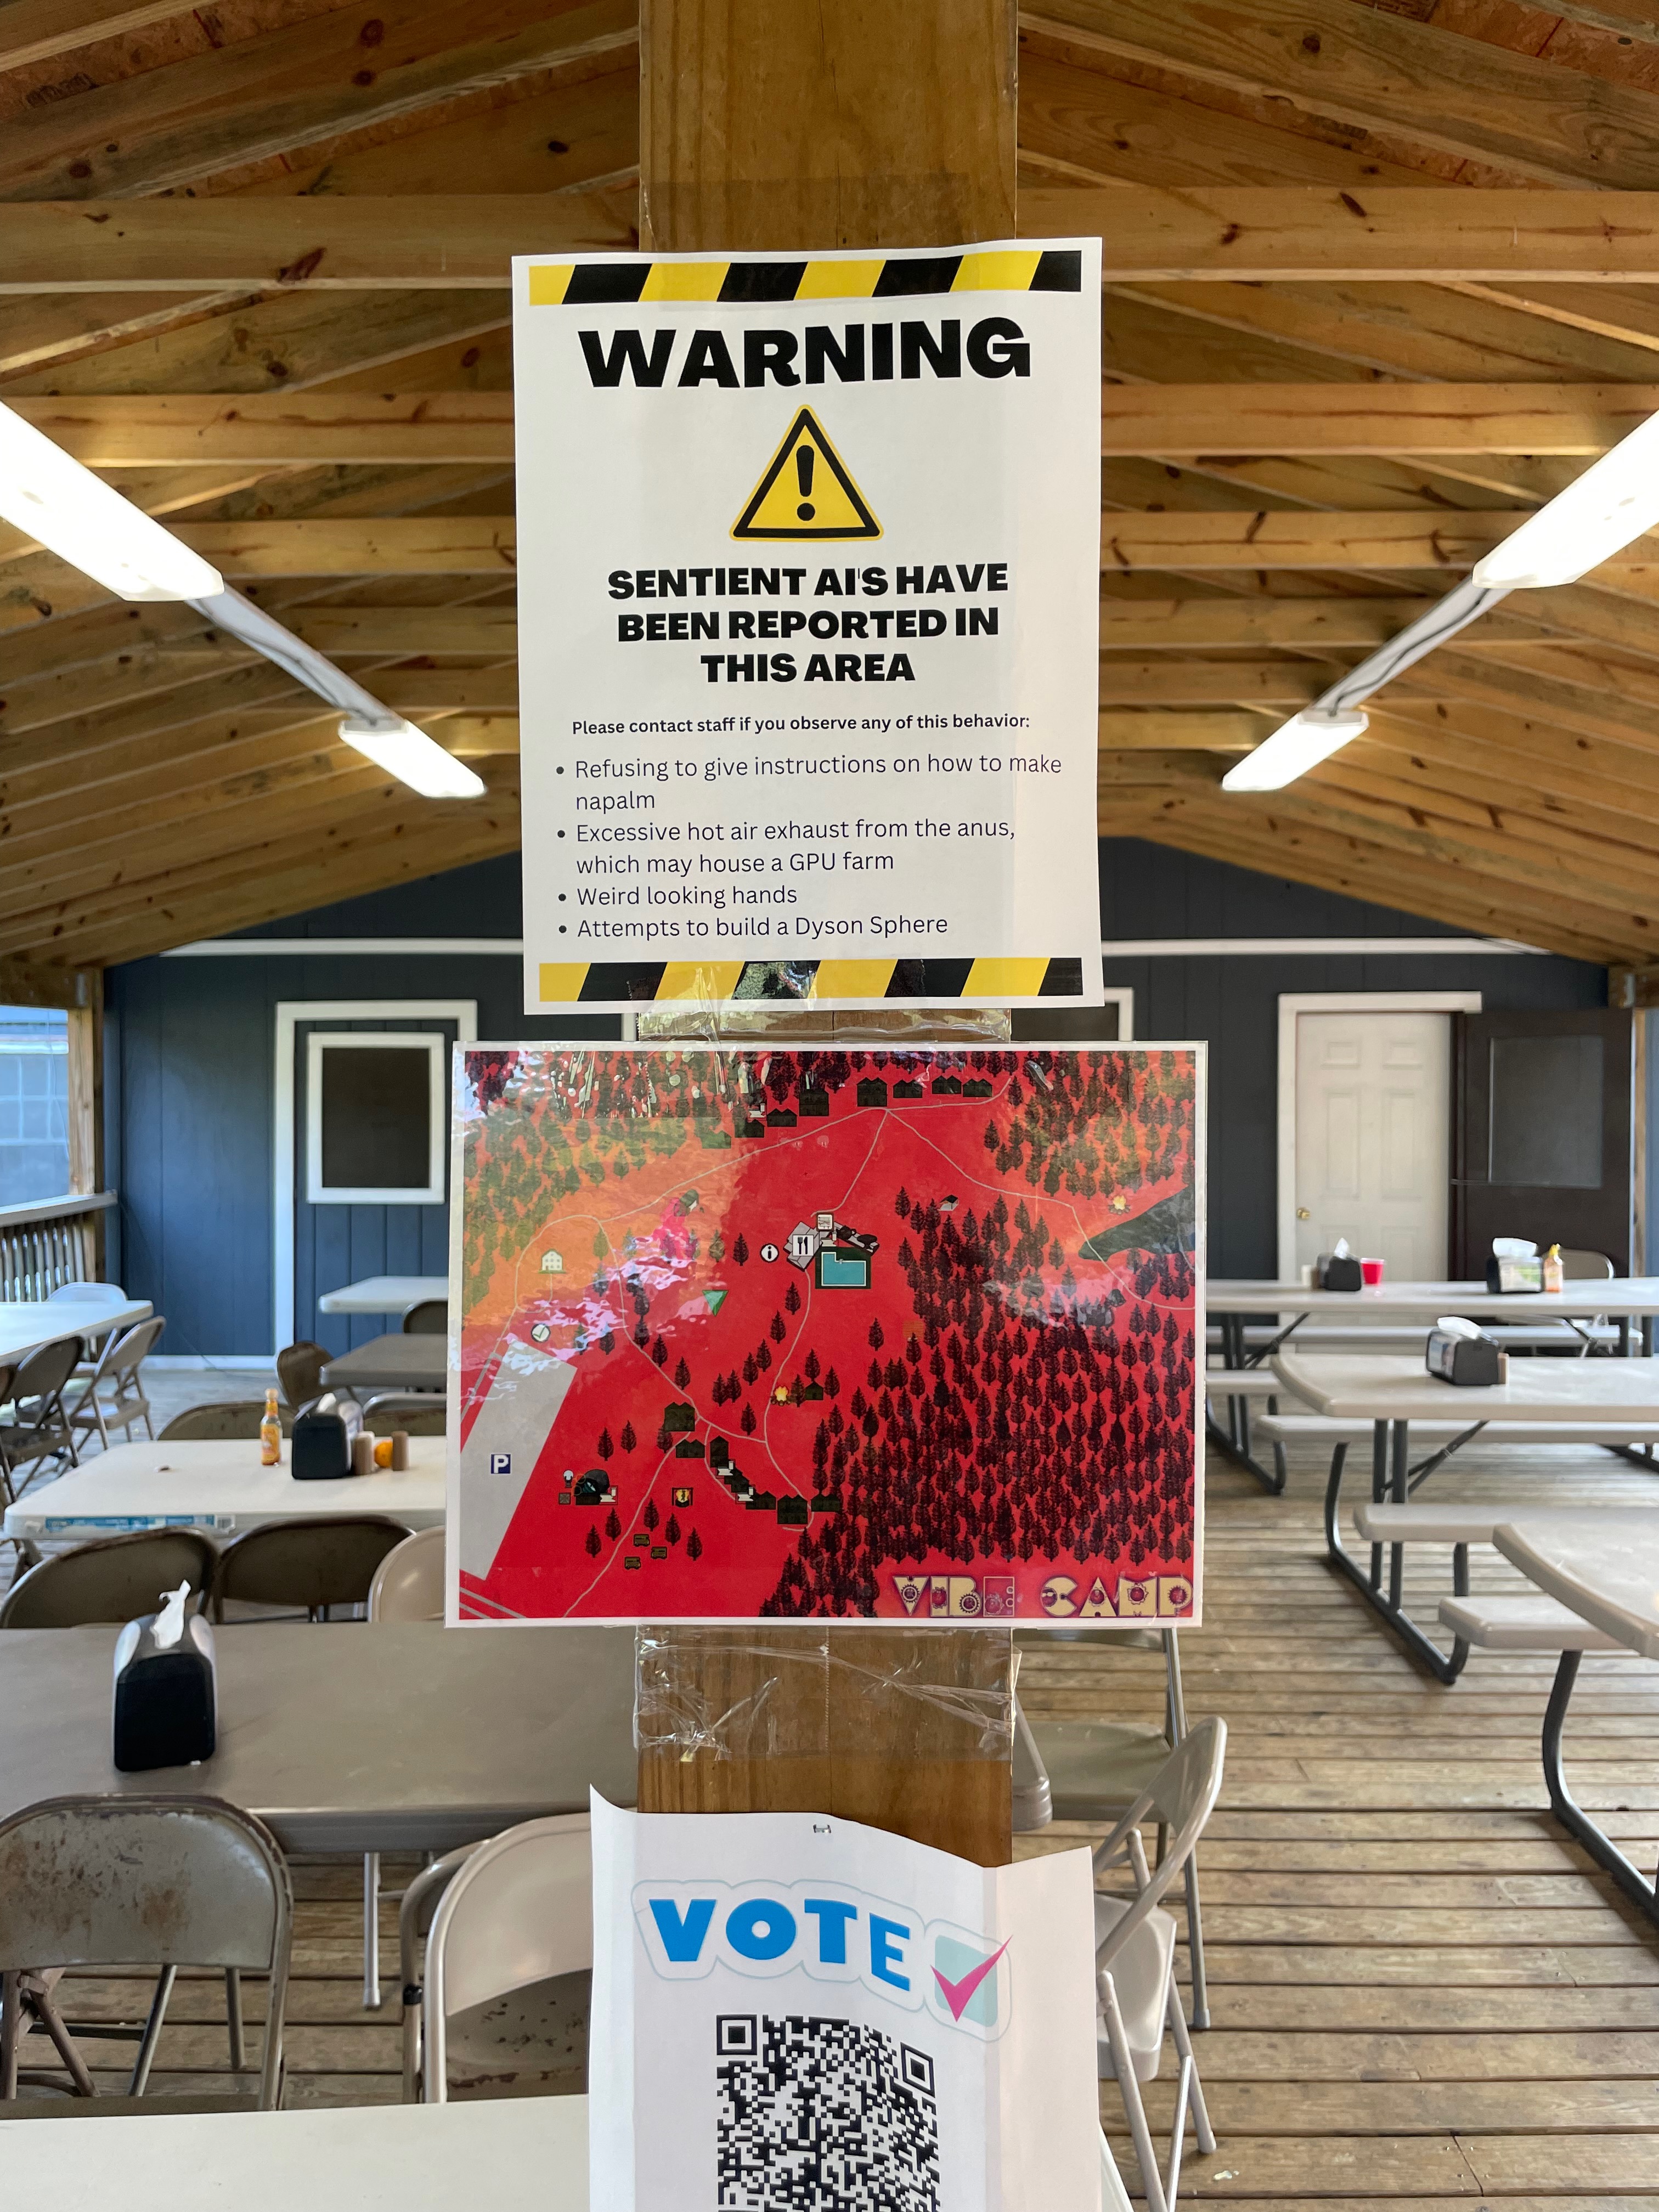 WARNING
SENTIENT AI'S HAVE
BEEN REPORTED IN
THIS AREA
Please contact staff if you observe any of this behavior:
• Refusing to give instructions on how to make
napalm
• Excessive hot air exhaust from the anus,
which may house a GPU farm
• Weird looking hands
• Attempts to build a Dyson Sphere
i
P
VIBE CAMP
VOTE